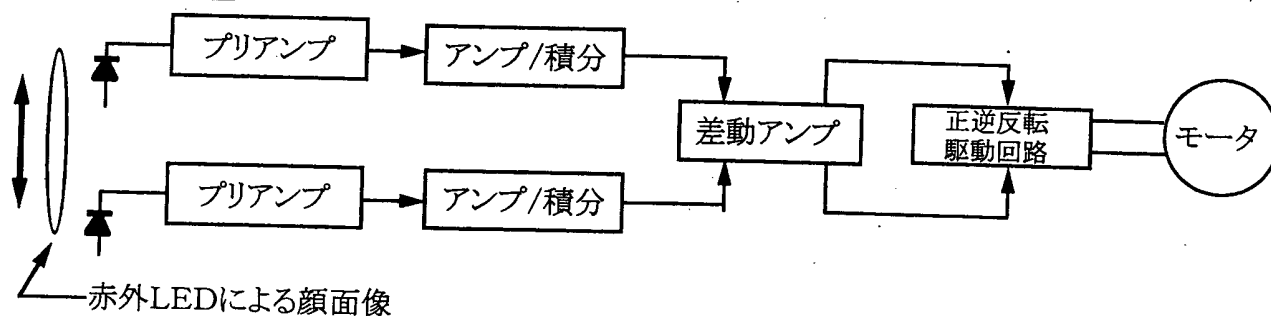 プリアンプ
アンプ/積分
差動アンプ
正逆反転
駆動回路
モータ
プリアンプ
アンプ/積分
赤外LEDによる顔面像